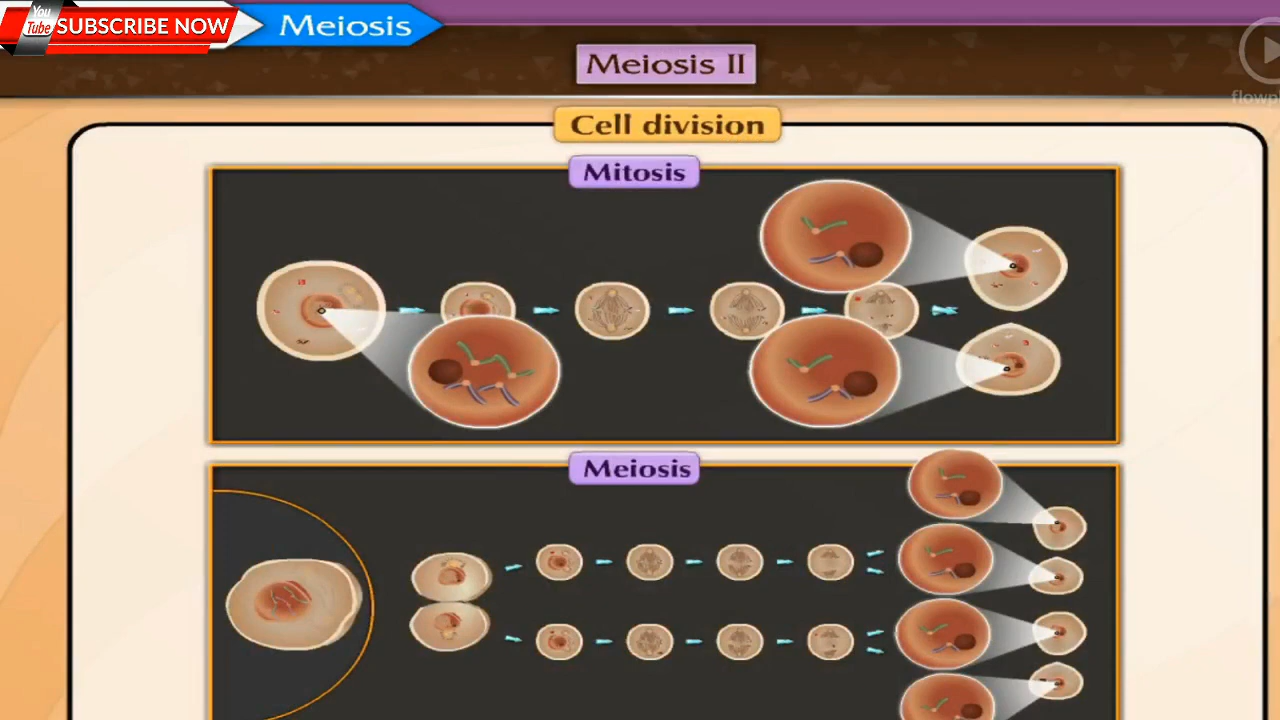 You
Tube
SUBSCRIBE NOW
Meiosis
Meiosis II
Cell division
Mitosis
Meiosis